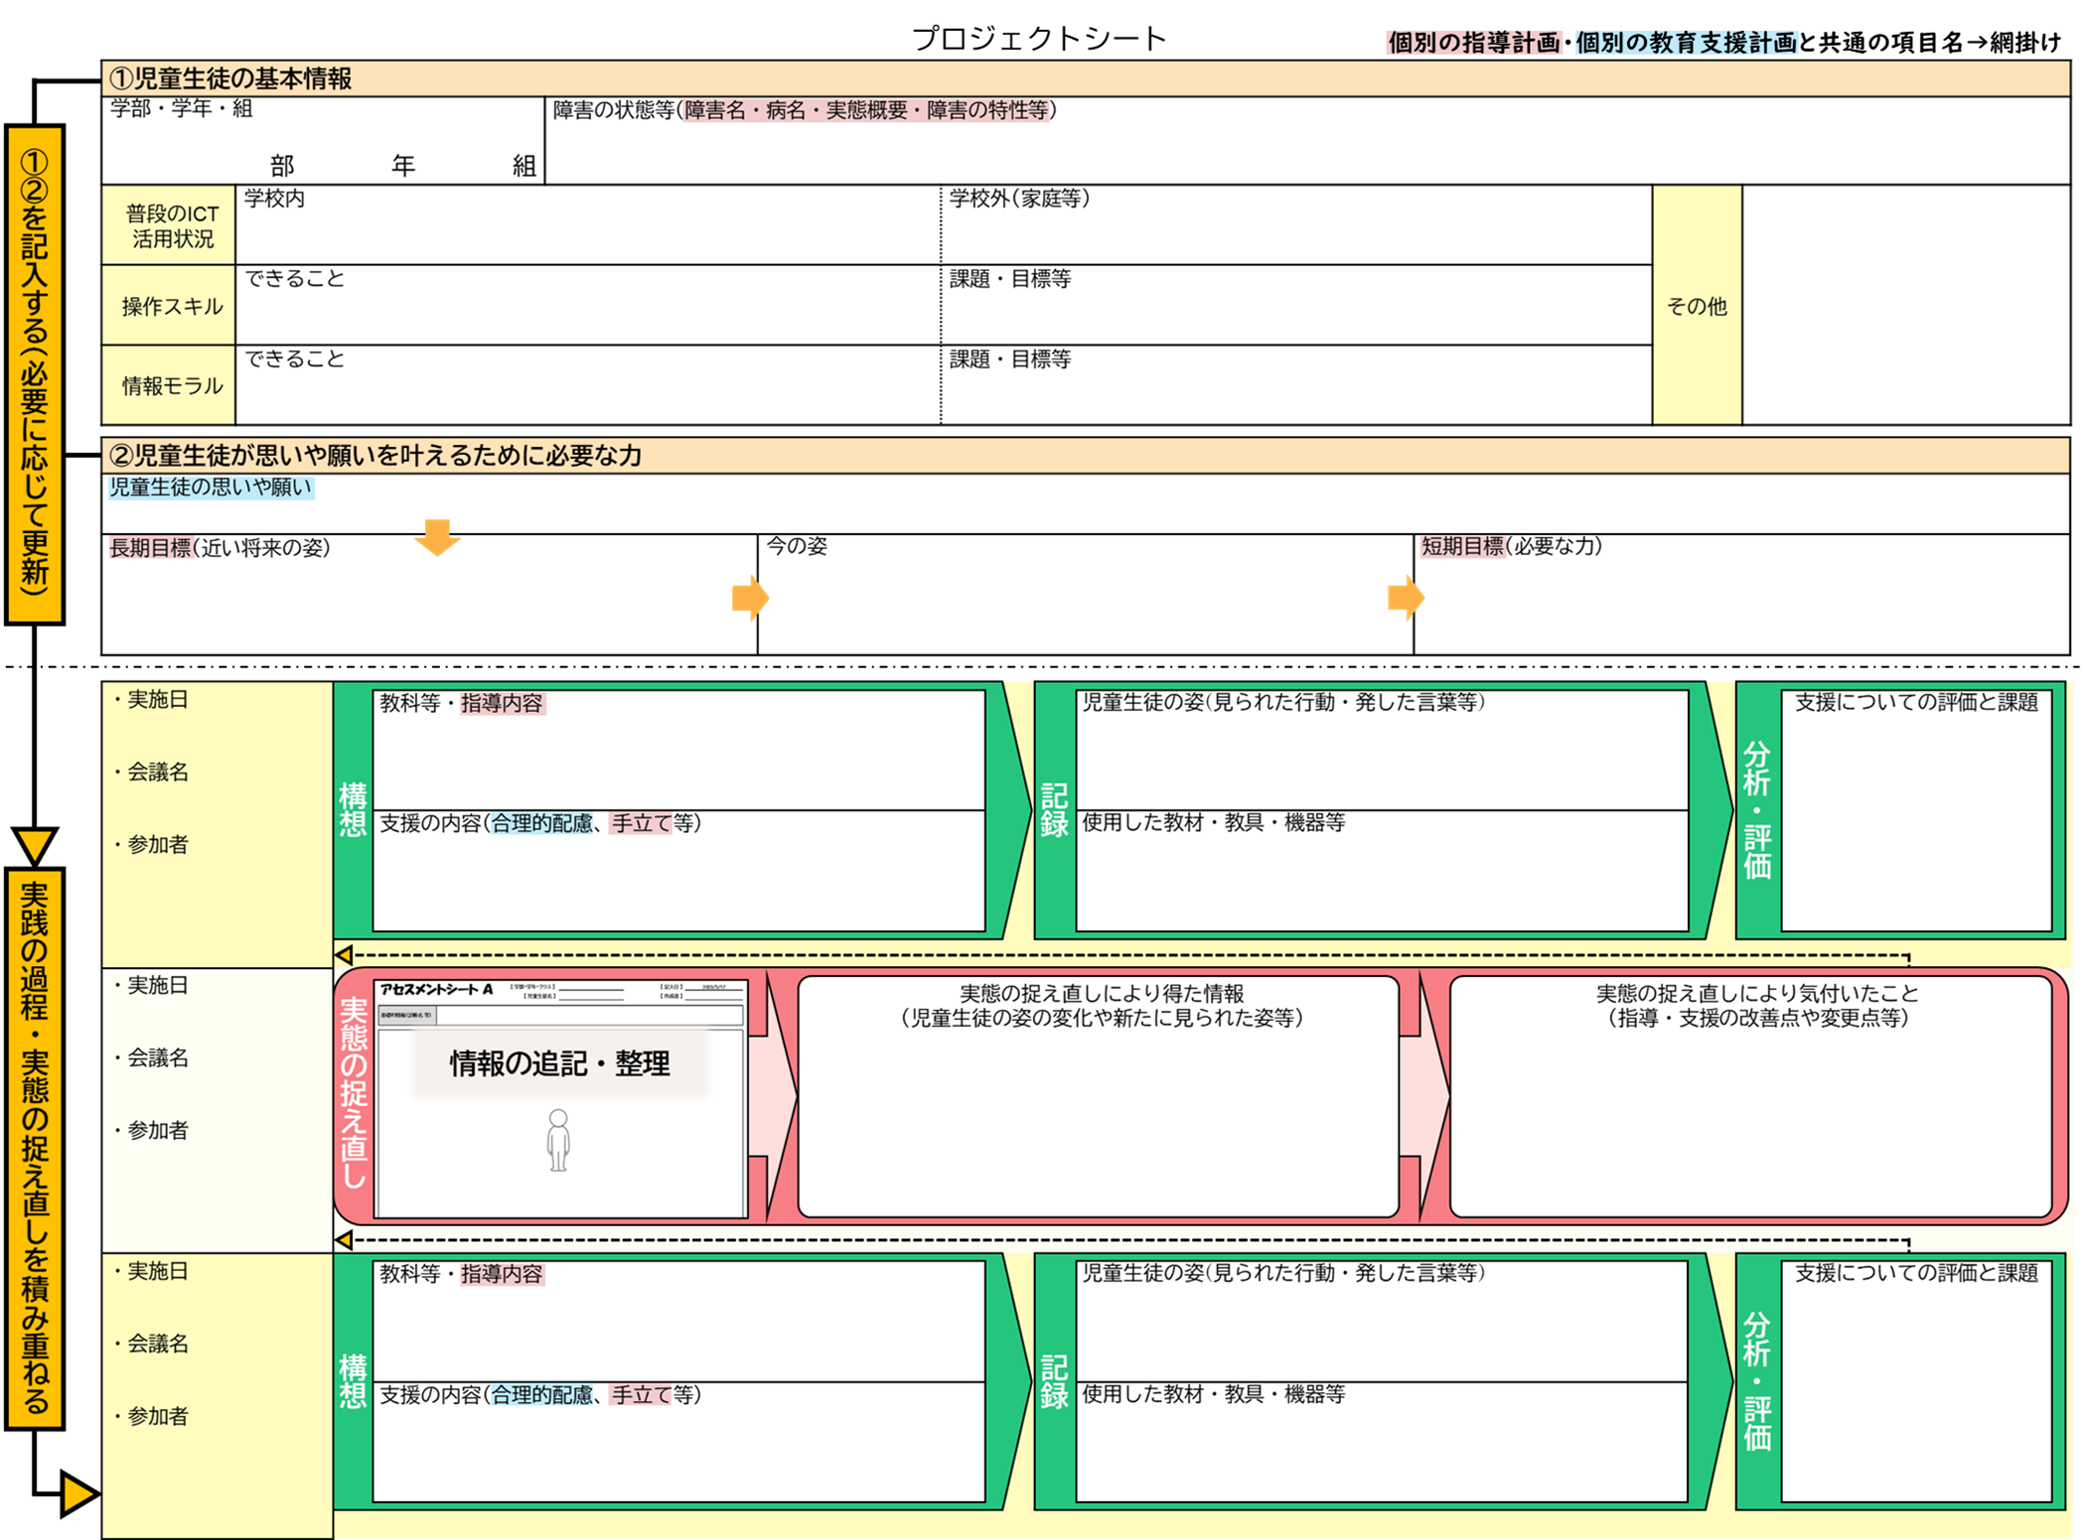 プロジェクトシート
個別の指導計画・個別の教育支援計画と共通の項目名→網掛け
①②を記入する(必要に応じて更新)
①児童生徒の基本情報
学部・学年・組
部 年 組
障害の状態等(障害名・病名・実態概要・障害の特性等)
普段のICT
活用状況
学校内
学校外(家庭等)
操作スキル
できること
課題・目標等
情報モラル
できること
課題・目標等
その他
②児童生徒が思いや願いを叶えるために必要な力
児童生徒の思いや願い
長期目標(近い将来の姿)
今の姿
短期目標(必要な力)
実践の過程・実態の捉え直しを積み重ねる
・実施日
・会議名
・参加者
構想
教科等・指導内容
支援の内容(合理的配慮、手立て等)
記録
児童生徒の姿(見られた行動・発した言葉等)
使用した教材・教具・機器等
分析・評価
支援についての評価と課題
・実施日
・会議名
・参加者
実態の捉え直し
アセスメントシート A
情報の追記・整理
実態の捉え直しにより得た情報
(児童生徒の姿の変化や新たに見られた姿等)
実態の捉え直しにより気付いたこと
(指導・支援の改善点や変更点等)
・実施日
・会議名
・参加者
構想
教科等・指導内容
支援の内容(合理的配慮、手立て等)
記録
児童生徒の姿(見られた行動・発した言葉等)
使用した教材・教具・機器等
分析・評価
支援についての評価と課題